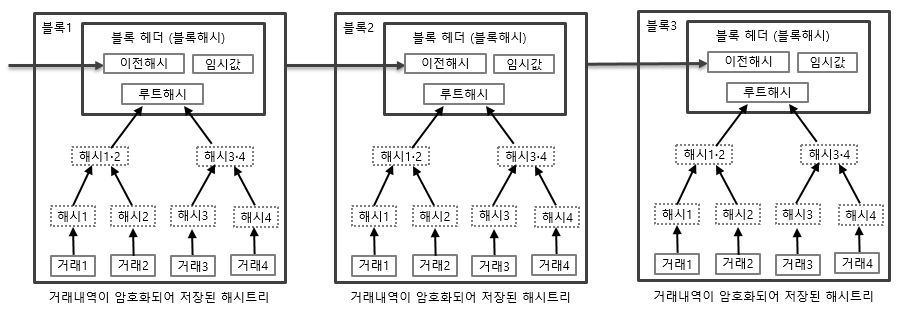 블록1
블록 헤더 (블록해시)
이전해시
임시값
루트해시
해시1·2
해시3·4
해시1
해시2
해시3
해시4
거래1
거래2
거래3
거래4
거래내역이 암호화되어 저장된 해시트리
블록2
블록 헤더 (블록해시)
이전해시
임시값
루트해시
해시1·2
해시3·4
해시1
해시2
해시3
해시4
거래1
거래2
거래3
거래4
거래내역이 암호화되어 저장된 해시트리
블록3
블록 헤더 (블록해시)
이전해시
임시값
루트해시
해시1·2
해시3·4
해시1
해시2
해시3
해시4
거래1
거래2
거래3
거래4
거래내역이 암호화되어 저장된 해시트리